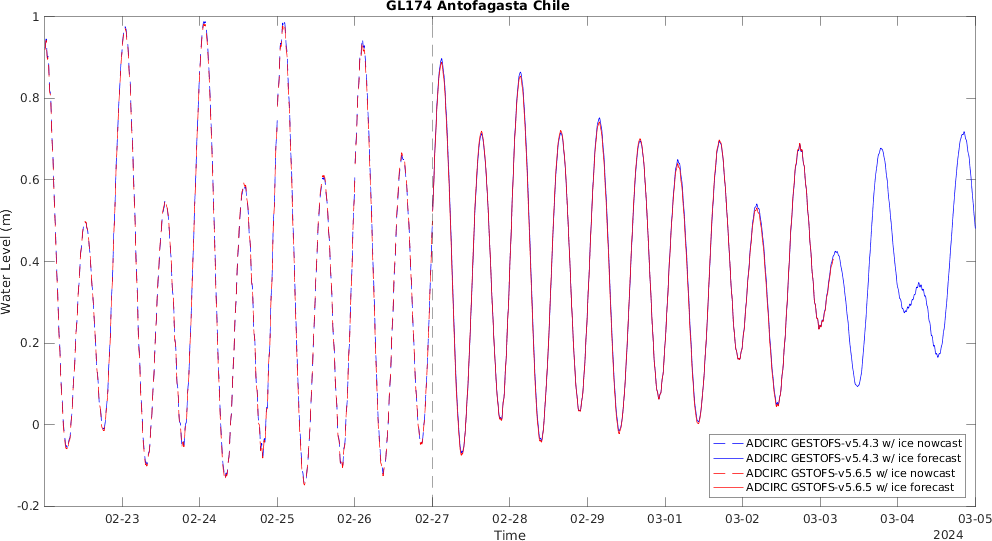 GL174 Antofagasta Chile
1
0.8
0.6
0.4
0.2
0
-0.2
Water Level (m)
02-23 02-24 02-25 02-26 02-27 02-28 02-29 03-01 03-02 03-03 03-04 03-05
Time
2024
ADCIRC GESTOFS-v5.4.3 w/ ice nowcast
ADCIRC GESTOFS-v5.4.3 w/ ice forecast
ADCIRC GSTOFS-v5.6.5 w/ ice nowcast
ADCIRC GSTOFS-v5.6.5 w/ ice forecast